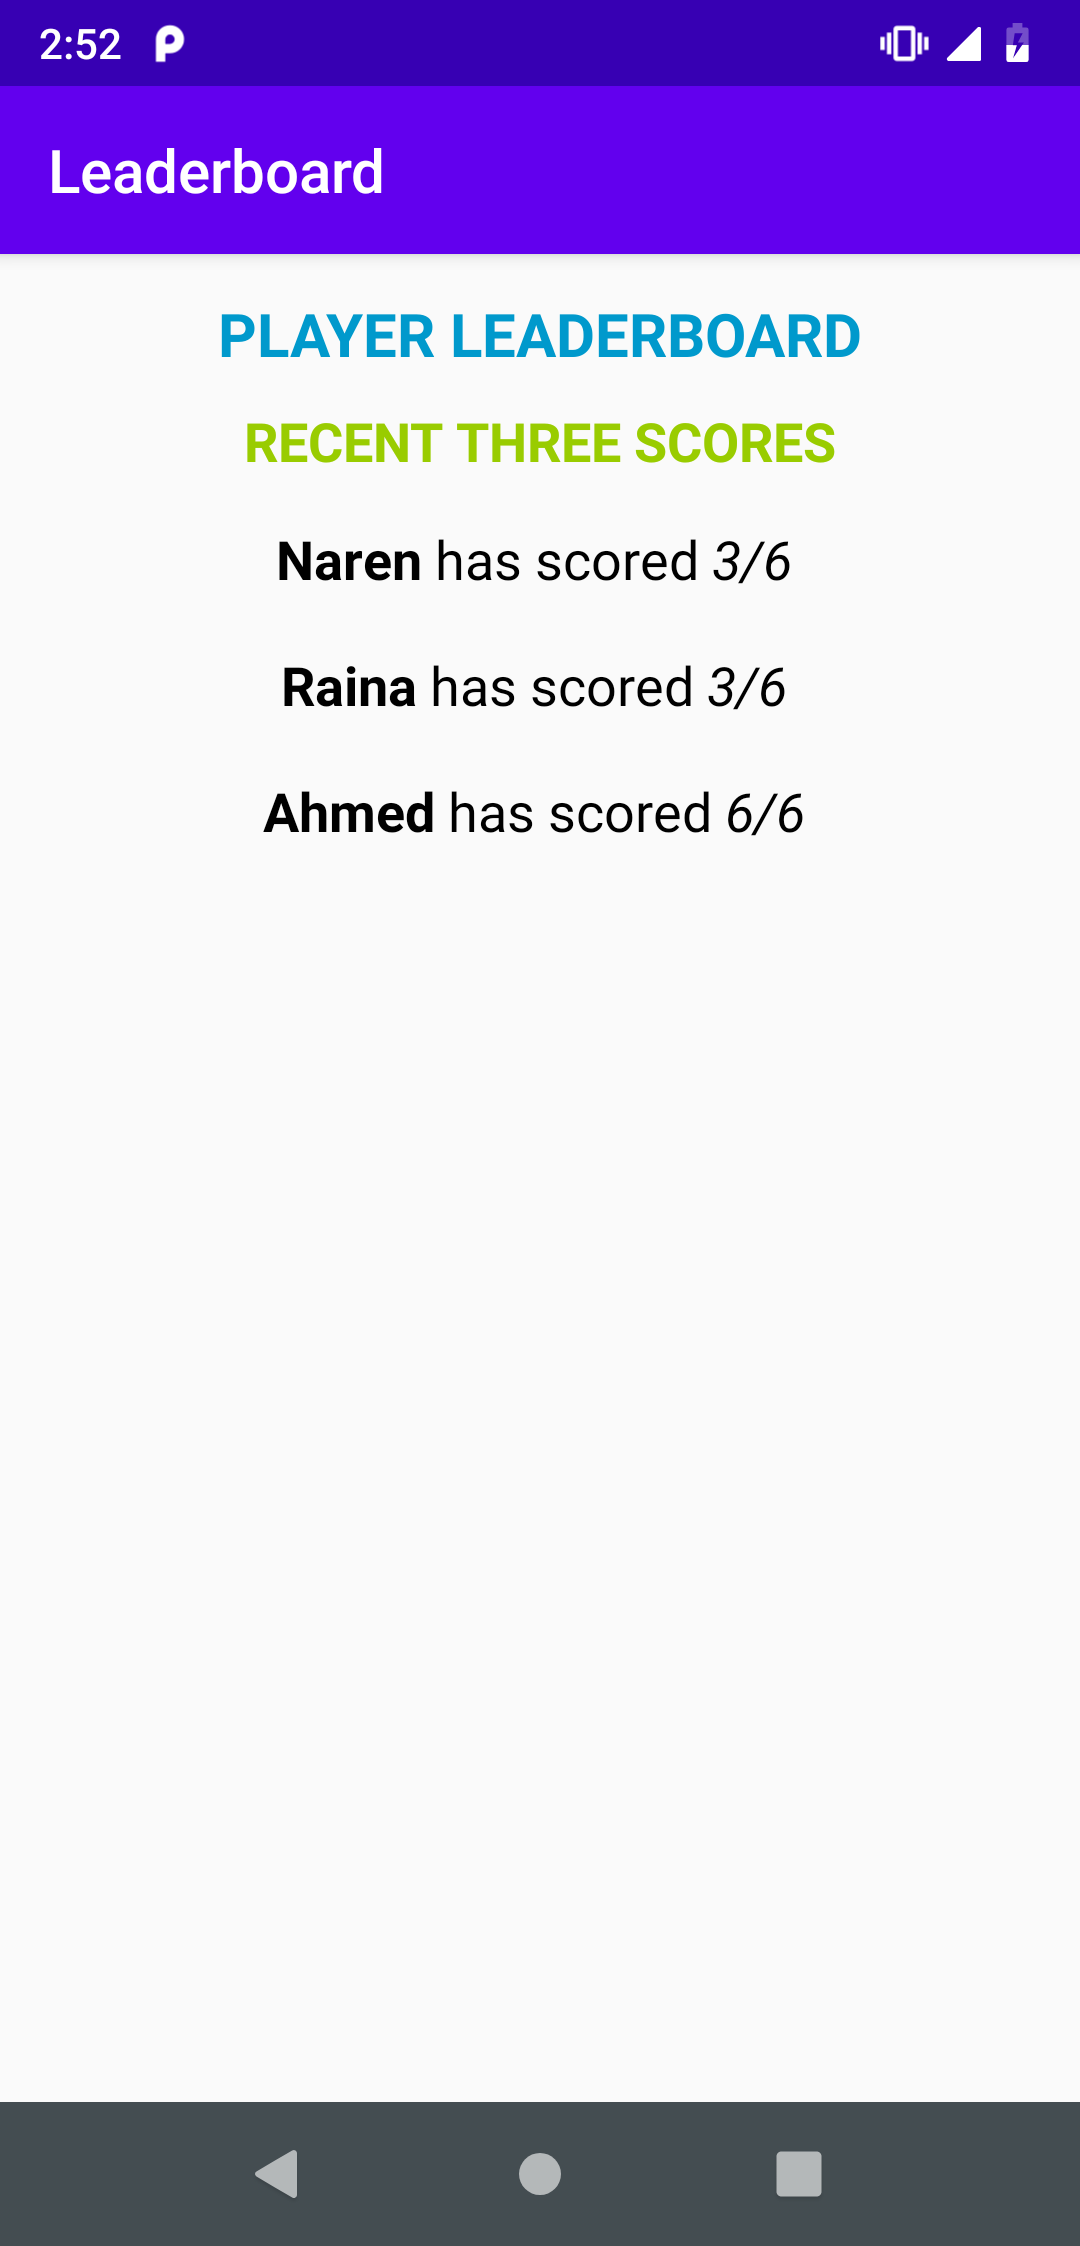 2:52
Leaderboard
PLAYER LEADERBOARD
RECENT THREE SCORES
Naren has scored 3/6
Raina has scored 3/6
Ahmed has scored 6/6